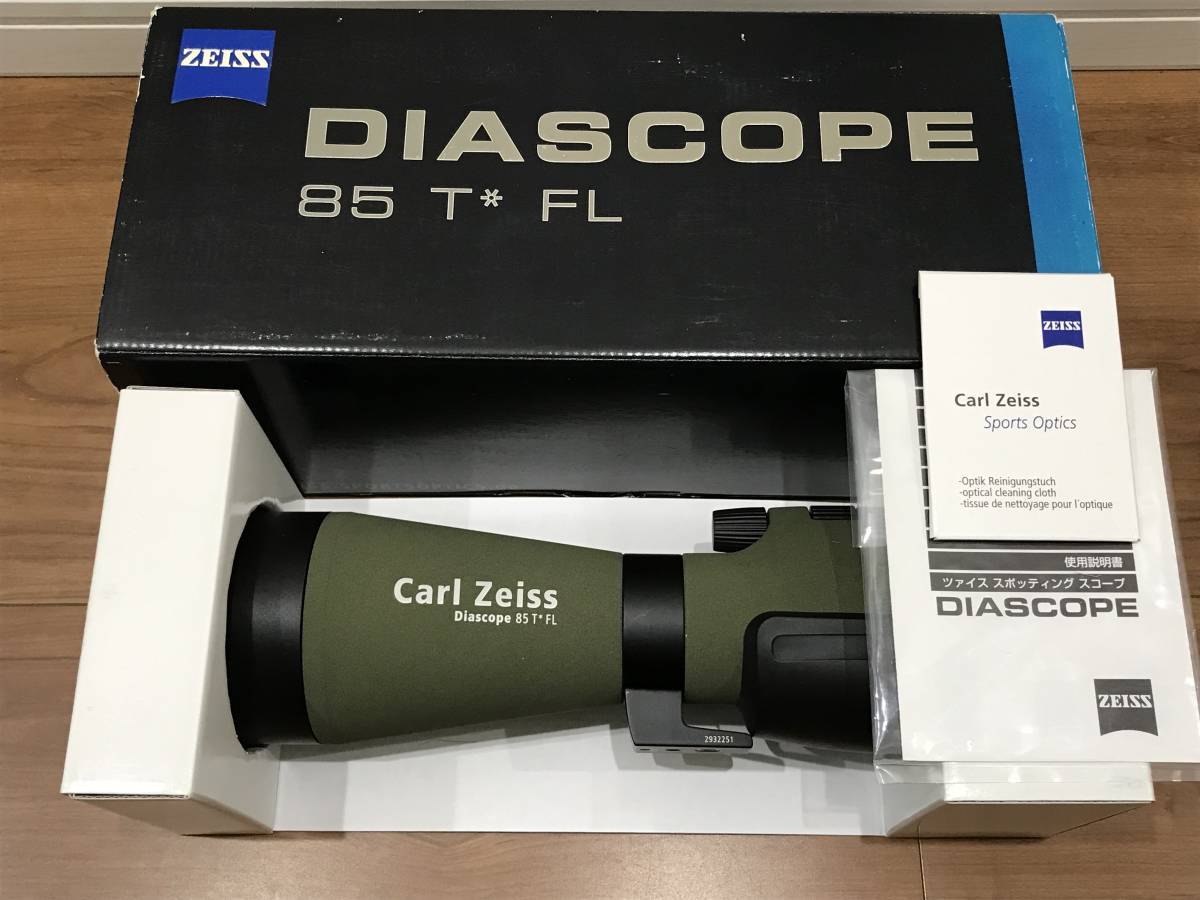 ZEISS
DIASCOPE
85 T* FL
ZEISS
Carl Zeiss
Sports Optics
-Optik Reinigungstuch
-optical cleaning cloth
-tissue de nettoyage pour l'optique
使用説明書
ツァイス スポッティング スコープ
DIASCOPE
ZEISS
Carl Zeiss
Diascope 85 T* FL
2932251